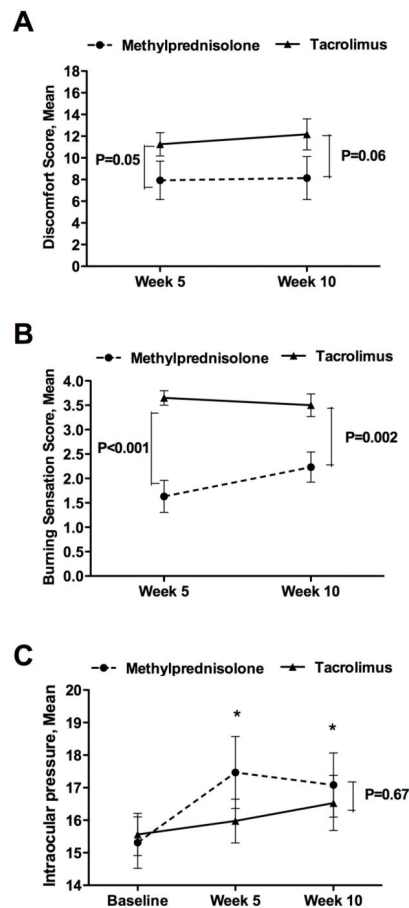 A
Methylprednisolone Tacrolimus
Discomfort Score, Mean
18
16
14
12
10
8
6
4
2
0
P=0.05
P=0.06
Week 5 Week 10
B
Methylprednisolone Tacrolimus
Burning Sensation Score, Mean
4.0
3.5
3.0
2.5
2.0
1.5
1.0
0.5
0.0
P<0.001
P=0.002
Week 5 Week 10
C
Methylprednisolone Tacrolimus
Intraocular pressure, Mean
20
19
18
17
16
15
14
* *
P=0.67
Baseline Week 5 Week 10